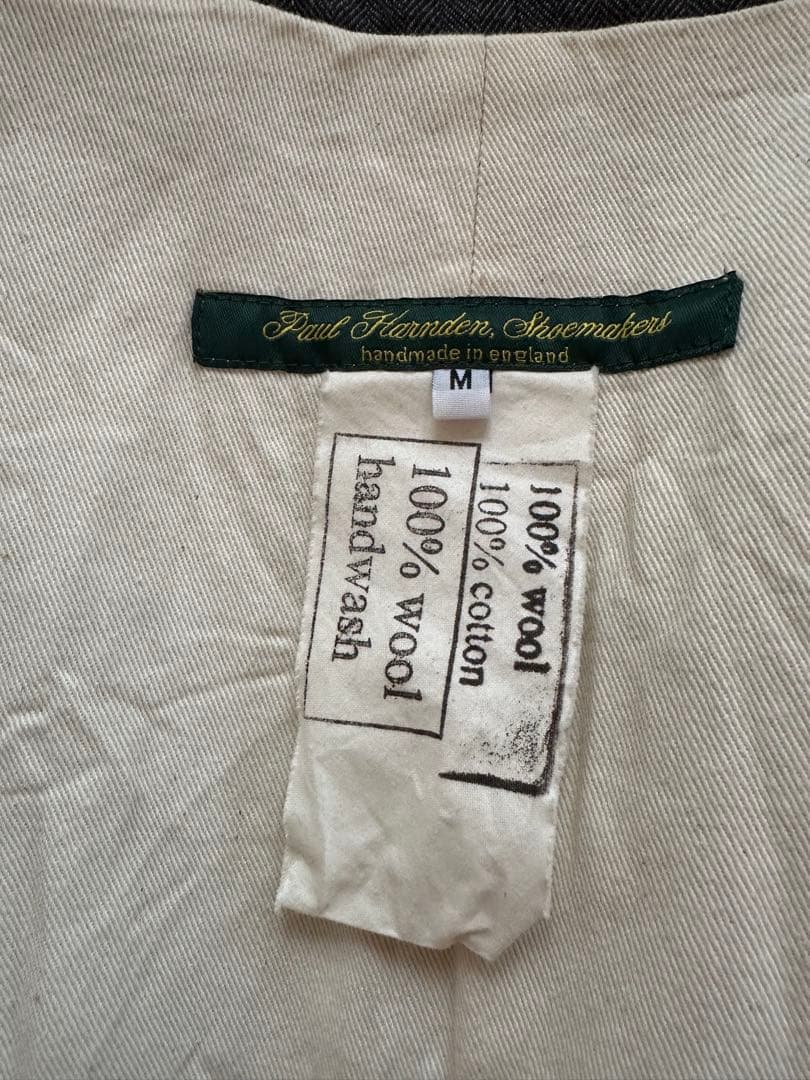 Paul Harnden, Shoemakers
handmade in england
M
100% wool
100% cotton
100% wool
handwash